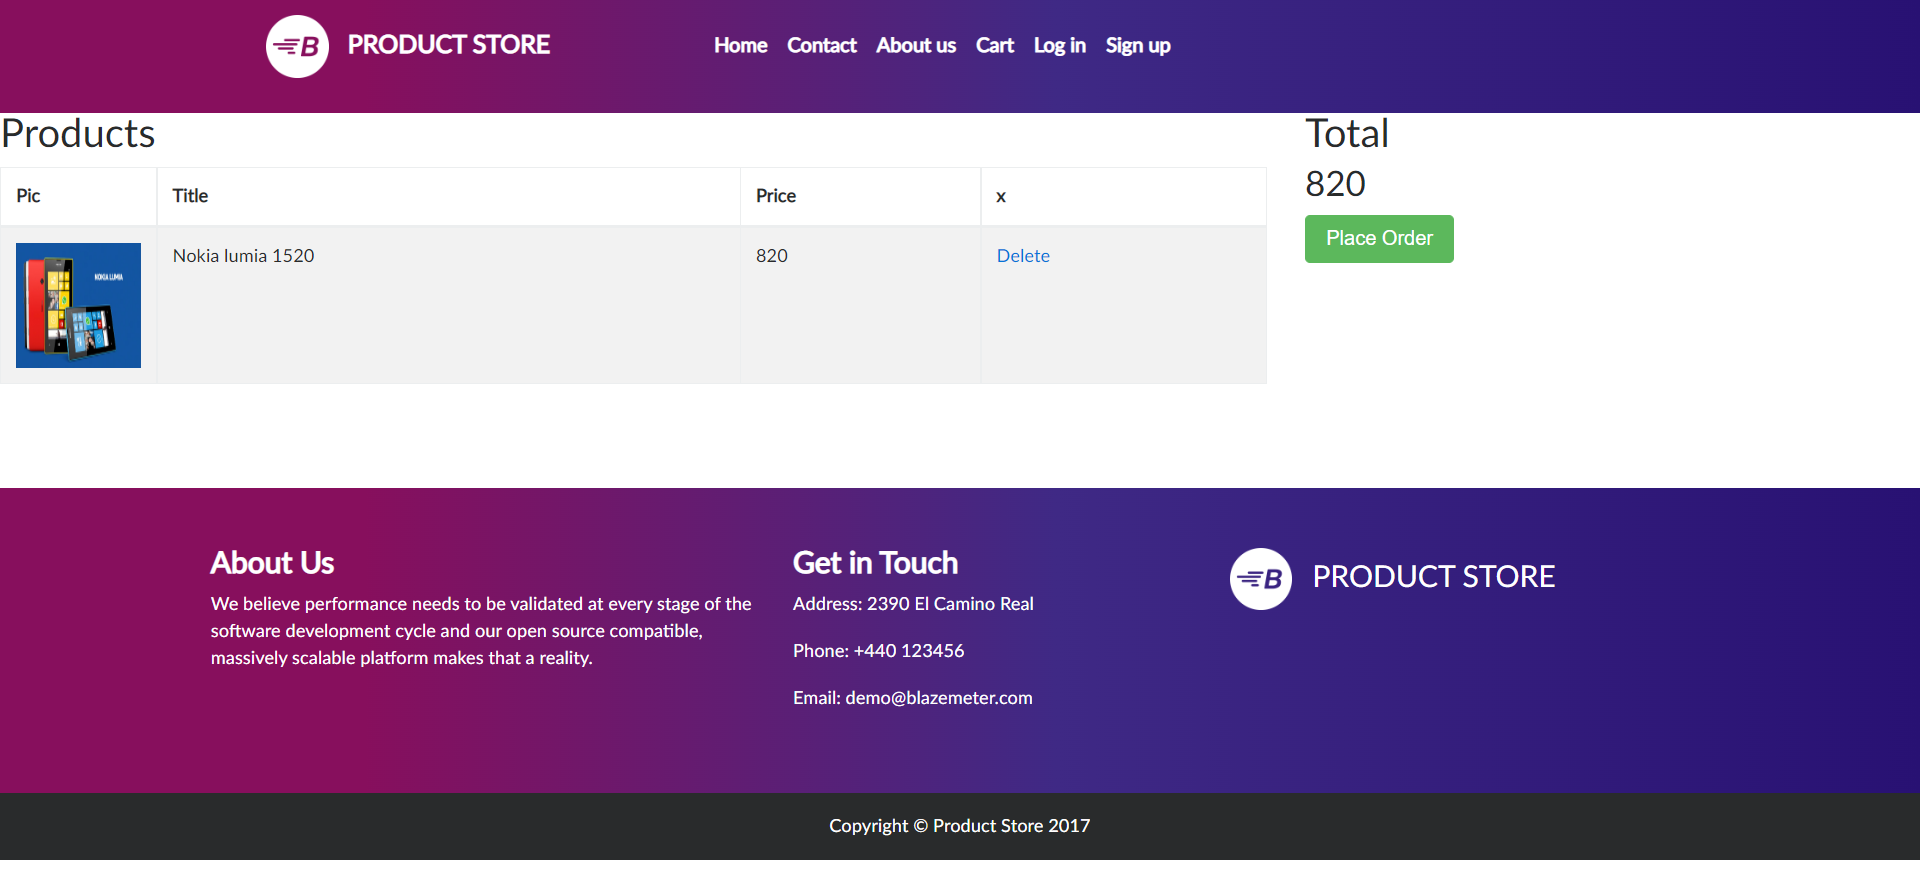 B PRODUCT STORE Home Contact About us Cart Log in Sign up
Products
Total
Pic Title Price x
820
Place Order
NOKIA LUMIA
Nokia lumia 1520 820 Delete
About Us
We believe performance needs to be validated at every stage of the
software development cycle and our open source compatible,
massively scalable platform makes that a reality.
Get in Touch
Address: 2390 El Camino Real
Phone: +440 123456
Email: demo@blazemeter.com
B PRODUCT STORE
Copyright © Product Store 2017